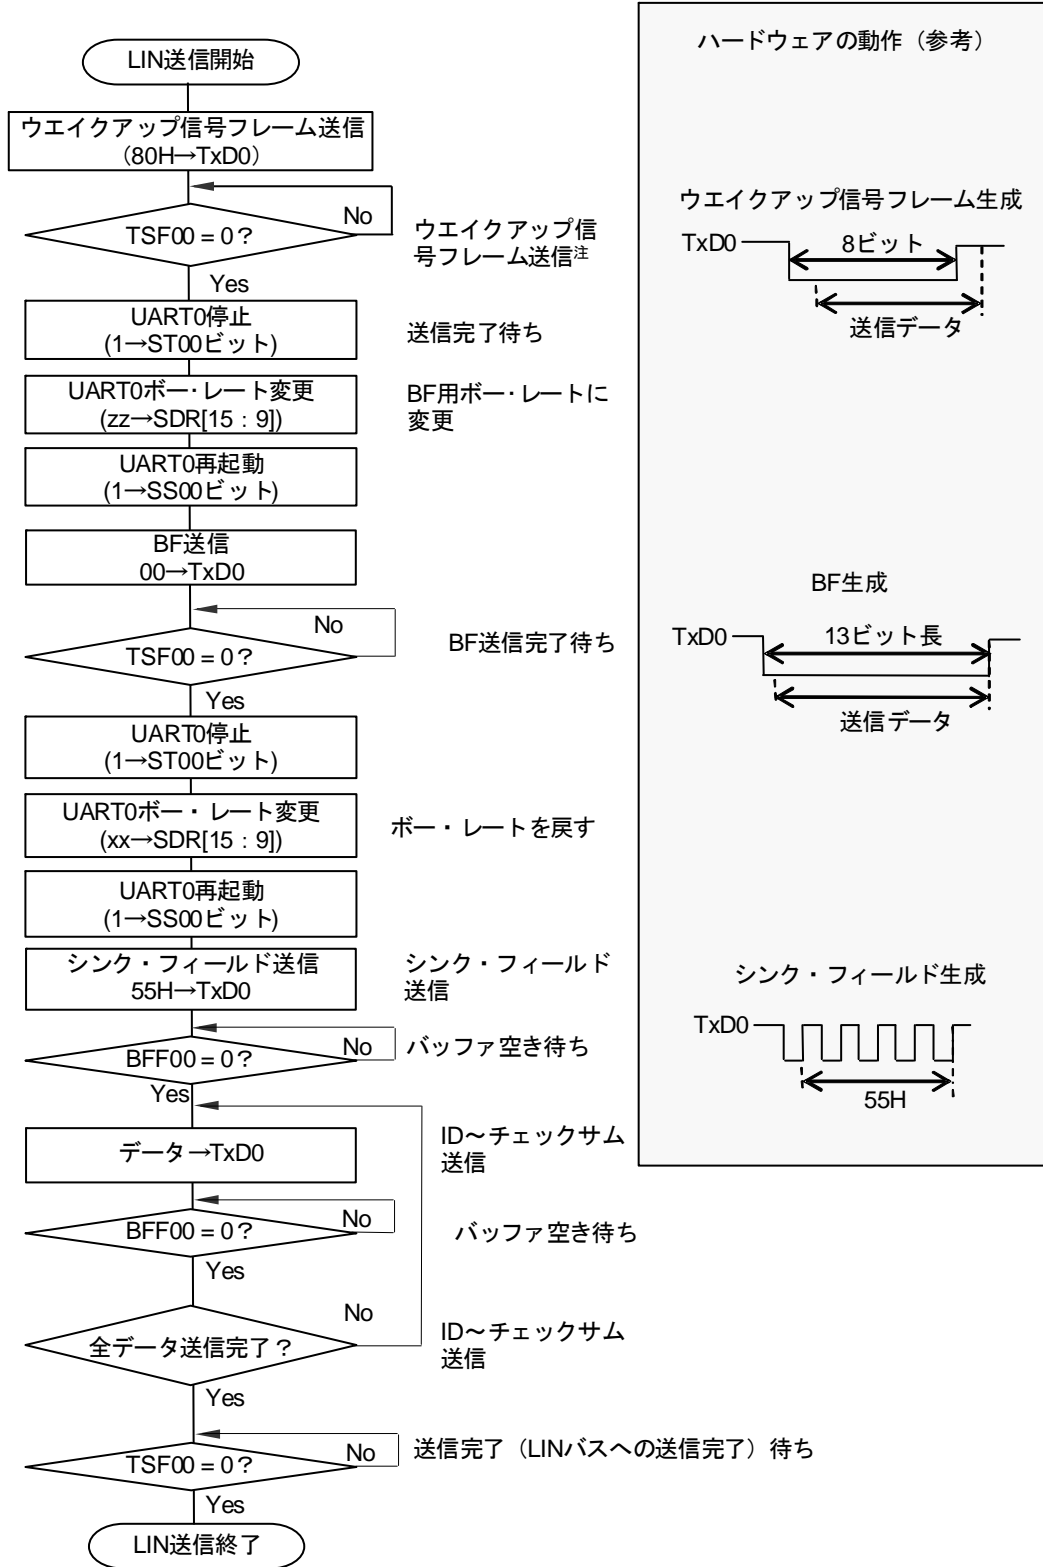 LIN送信開始
ウエイクアップ信号フレーム送信
(80H→TxD0)
No
TSF00 = 0?
ウエイクアップ信
号フレーム送信注
Yes
UART0停止
(1→ST00ビット)
送信完了待ち
UART0ボー・レート変更
(zz→SDR[15:9])
BF用ボー・レートに
変更
UART0再起動
(1→SS00ビット)
BF送信
00→TxD0
No
TSF00 = 0?
BF送信完了待ち
Yes
UART0停止
(1→ST00ビット)
UART0ボー・レート変更
(xx→SDR[15:9])
ボー・レートを戻す
UART0再起動
(1→SS00ビット)
シンク・フィールド送信
55H→TxD0
シンク・フィールド
送信
BFF00 = 0?
No
バッファ空き待ち
Yes
データ→TxD0
ID~チェックサム
送信
No
BFF00 = 0?
バッファ空き待ち
Yes
No
全データ送信完了?
ID~チェックサム
送信
Yes
No
TSF00 = 0?
送信完了(LINバスへの送信完了)待ち
Yes
LIN送信終了
ハードウェアの動作(参考)
ウエイクアップ信号フレーム生成
TxD0
8ビット
送信データ
BF生成
TxD0
13ビット長
送信データ
シンク・フィールド生成
TxD0
55H